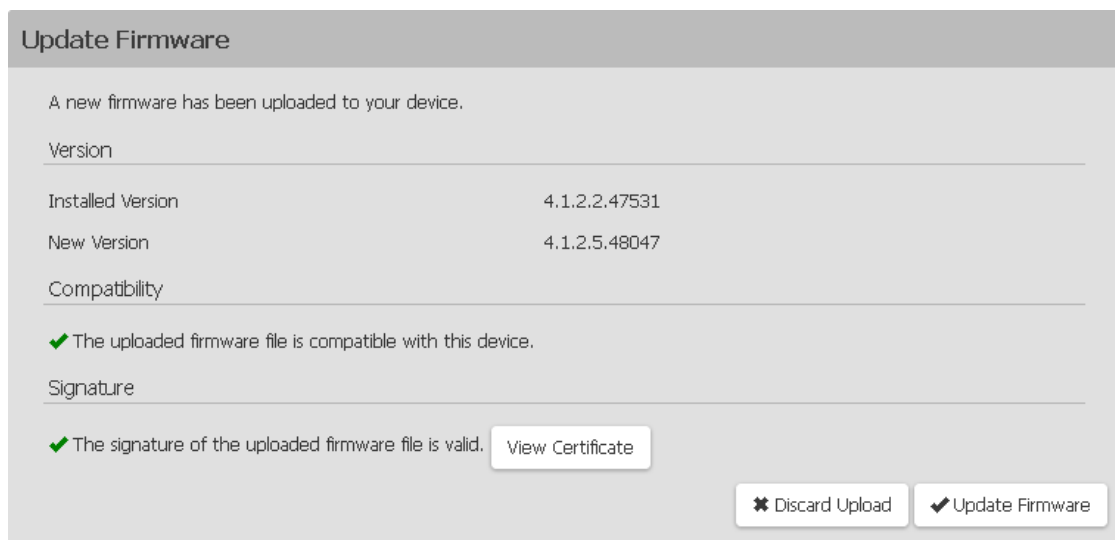 Update Firmware
A new firmware has been uploaded to your device.
Version
Installed Version 4.1.2.2.47531
New Version 4.1.2.5.48047
Compatibility
The uploaded firmware file is compatible with this device.
Signature
The signature of the uploaded firmware file is valid. View Certificate
Discard Upload Update Firmware